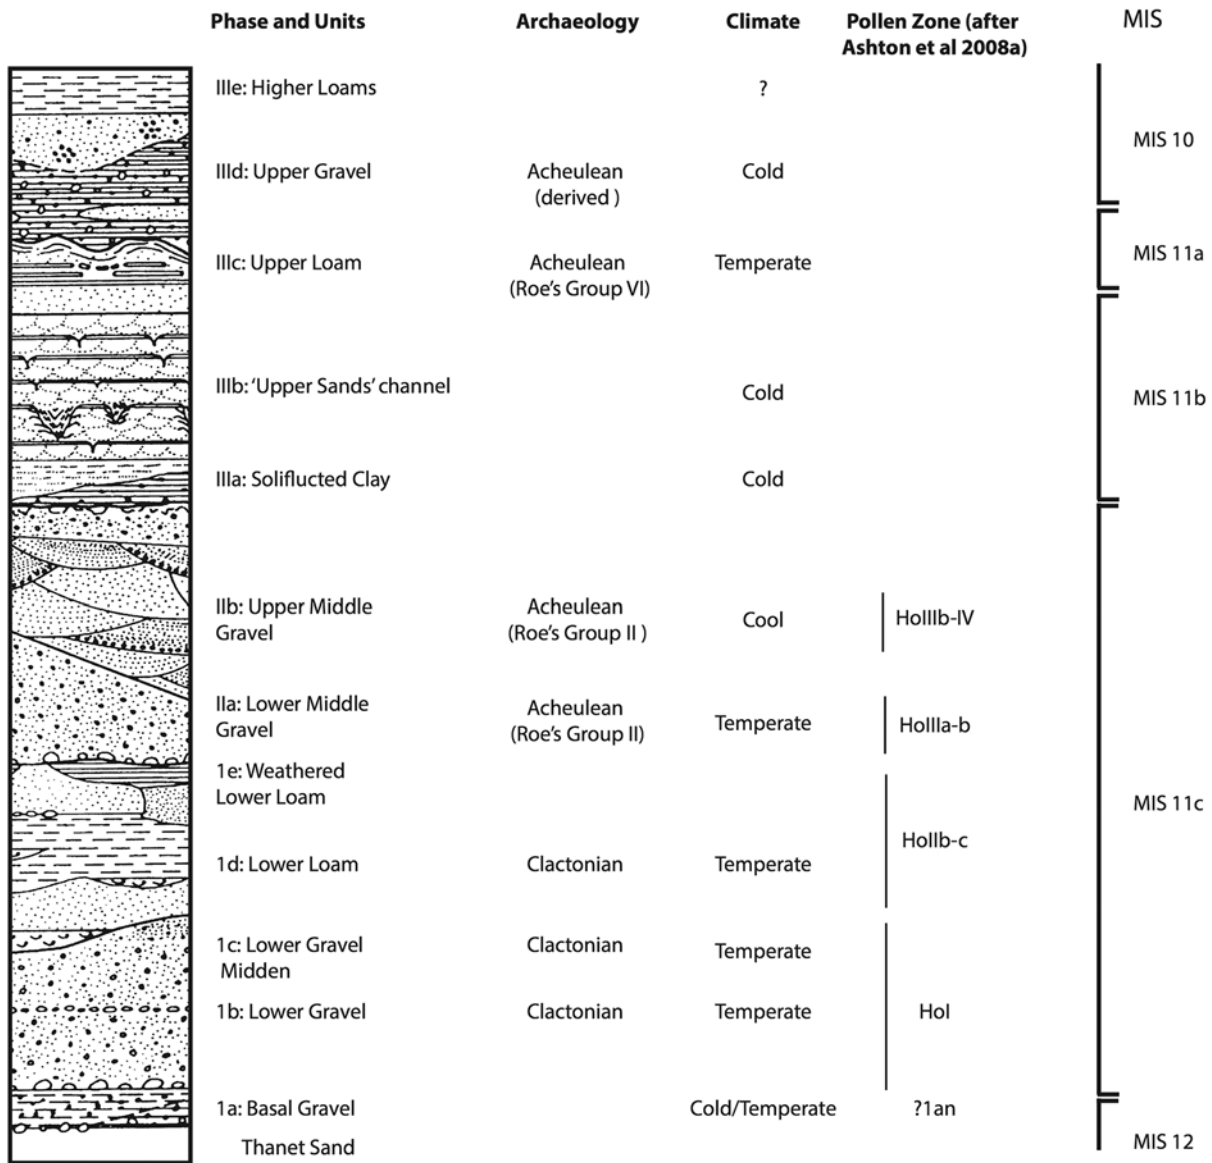 Phase and Units Archaeology Climate Pollen Zone (after MIS
Ashton et al 2008a)
IIIe: Higher Loams ?
MIS 10
IIId: Upper Gravel Acheulean Cold
(derived )
MIS 11a
IIIc: Upper Loam Acheulean Temperate
(Roe's Group VI)
IIIb: 'Upper Sands' channel Cold MIS 11b
IIIa: Soliflucted Clay Cold
IIb: Upper Middle Acheulean Cool HoIIIb-IV
Gravel (Roe's Group II )
IIa: Lower Middle Acheulean Temperate HoIIIa-b
Gravel (Roe's Group II)
1e: Weathered
Lower Loam
MIS 11c
HoIIb-c
1d: Lower Loam Clactonian Temperate
1c: Lower Gravel Clactonian Temperate
Midden
1b: Lower Gravel Clactonian Temperate HoI
1a: Basal Gravel Cold/Temperate ?1an
Thanet Sand MIS 12